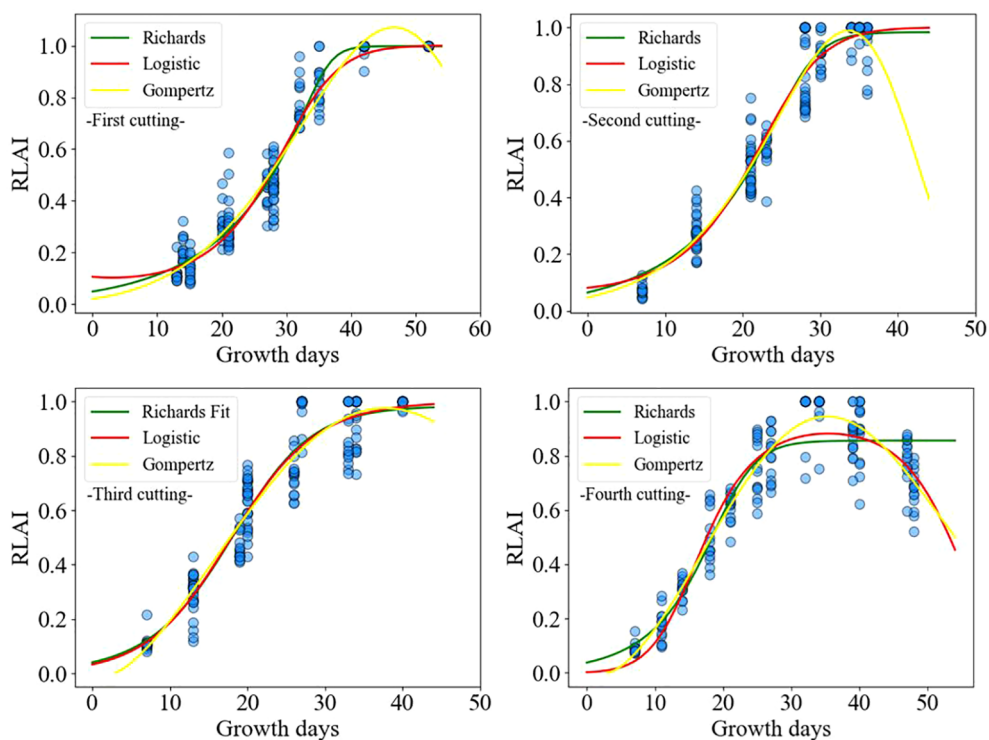 1.0
0.8
0.6
0.4
0.2
0.0
RLAI
Richards
Logistic
Gompertz
-First cutting-
0 10 20 30 40 50 60
Growth days
1.0
0.8
0.6
0.4
0.2
0.0
RLAI
Richards
Logistic
Gompertz
-Second cutting-
0 10 20 30 40 50
Growth days
1.0
0.8
0.6
0.4
0.2
0.0
RLAI
Richards Fit
Logistic
Gompertz
-Third cutting-
0 10 20 30 40 50
Growth days
1.0
0.8
0.6
0.4
0.2
0.0
RLAI
Richards
Logistic
Gompertz
-Fourth cutting-
0 10 20 30 40 50
Growth days